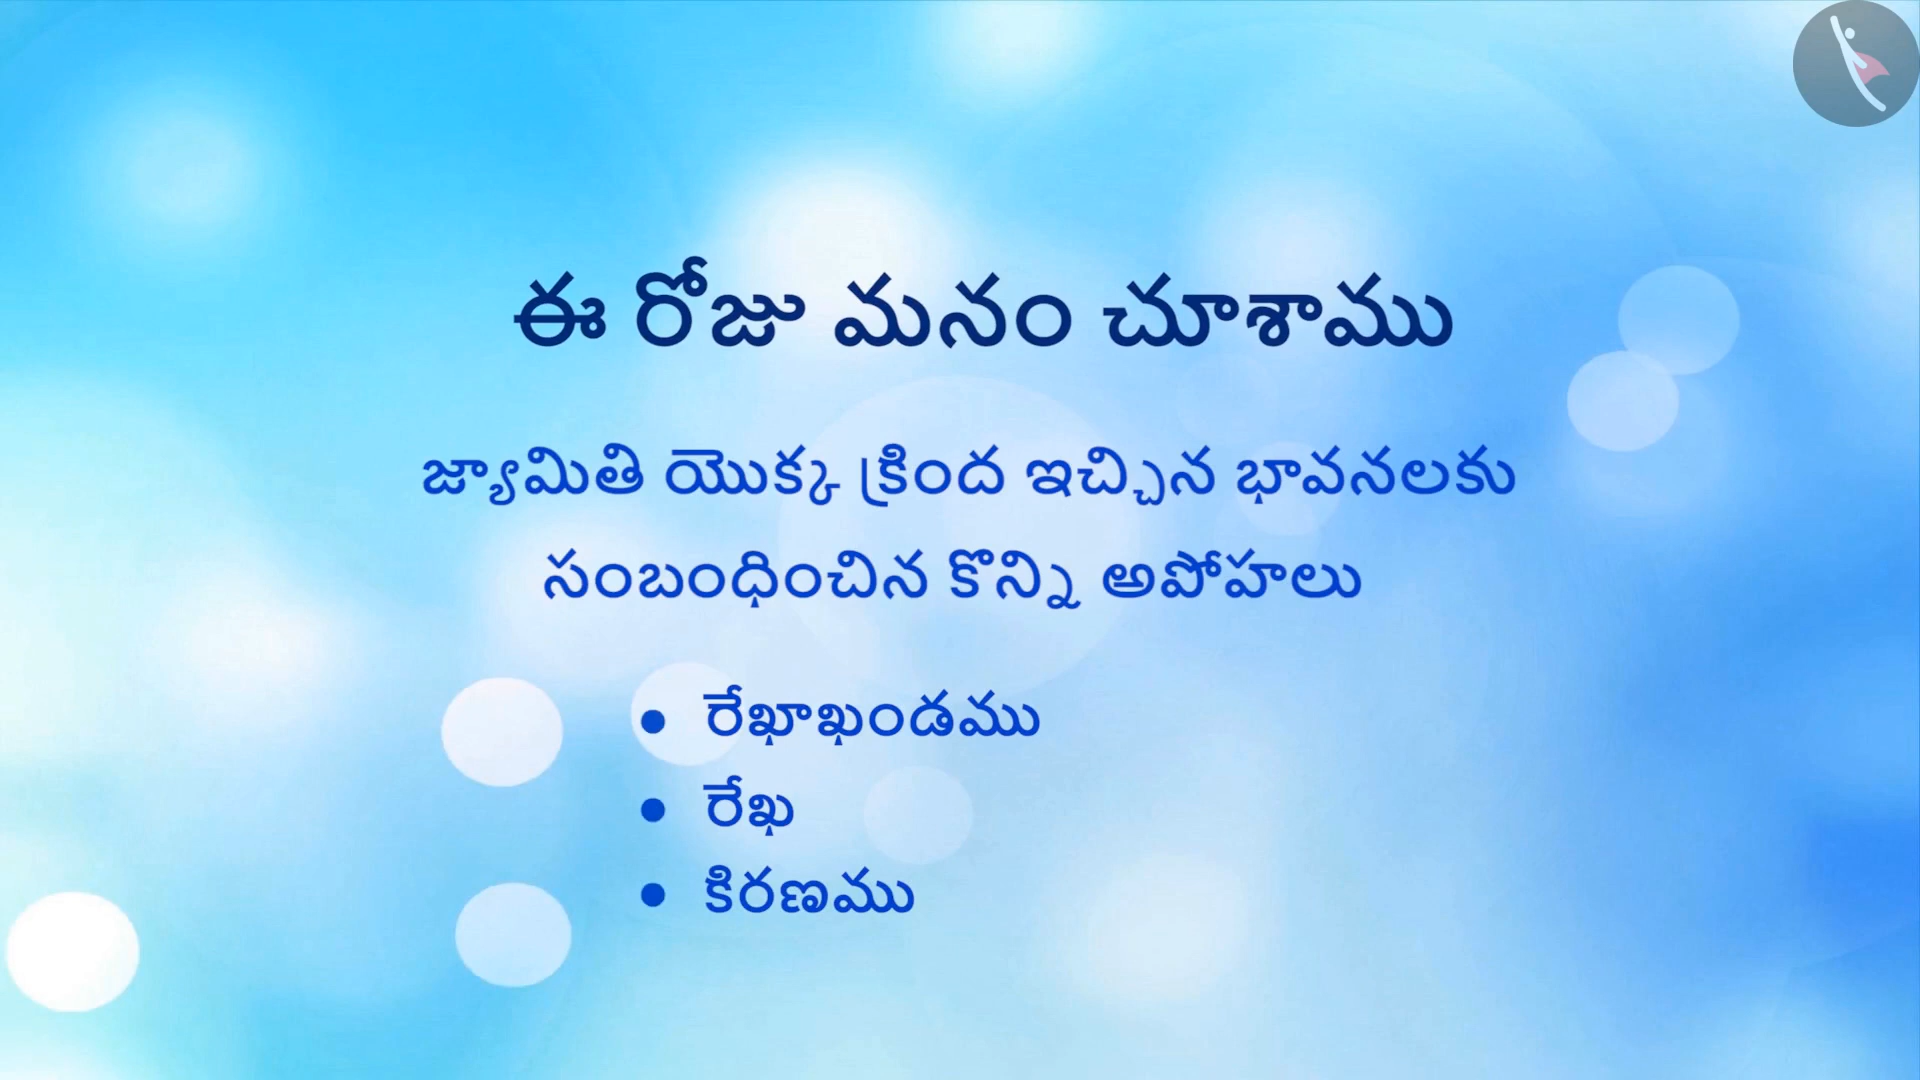 ఈ రోజు మనం చూశాము
జ్యామితి యొక్క క్రింద ఇచ్చిన భావనలకు
సంబంధించిన కొన్ని అపోహలు
• రేఖాఖండము
• రేఖ
• కిరణము